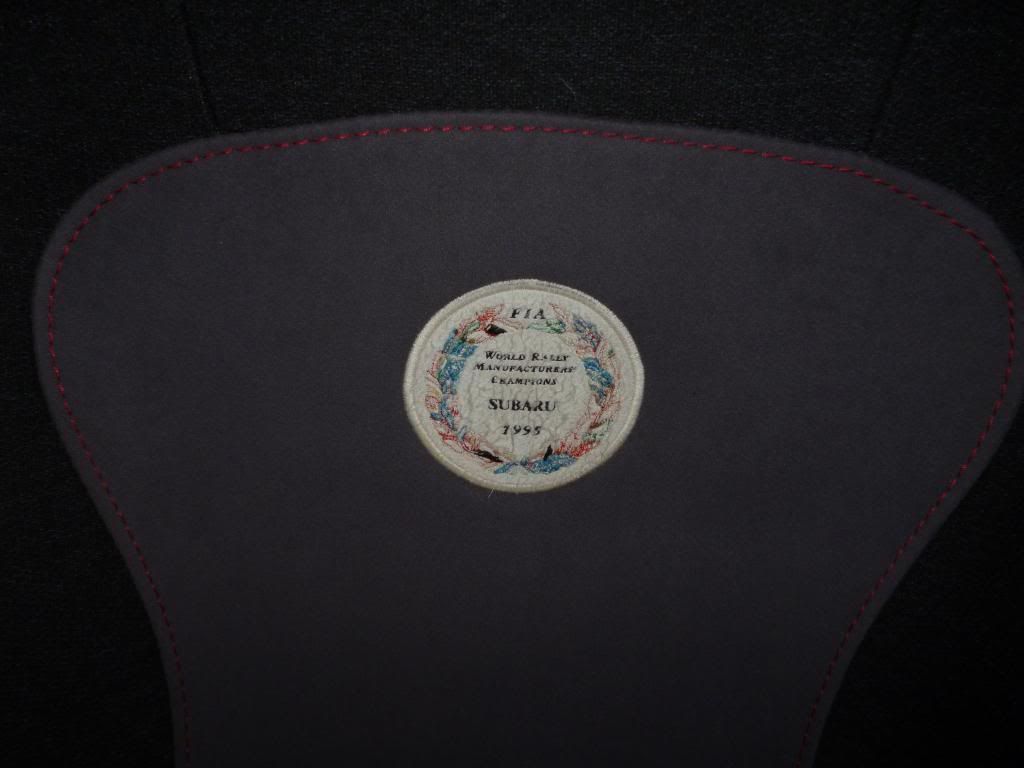 FIA
WORLD RALLY
MANUFACTURERS'
CHAMPIONS
SUBARU
1995